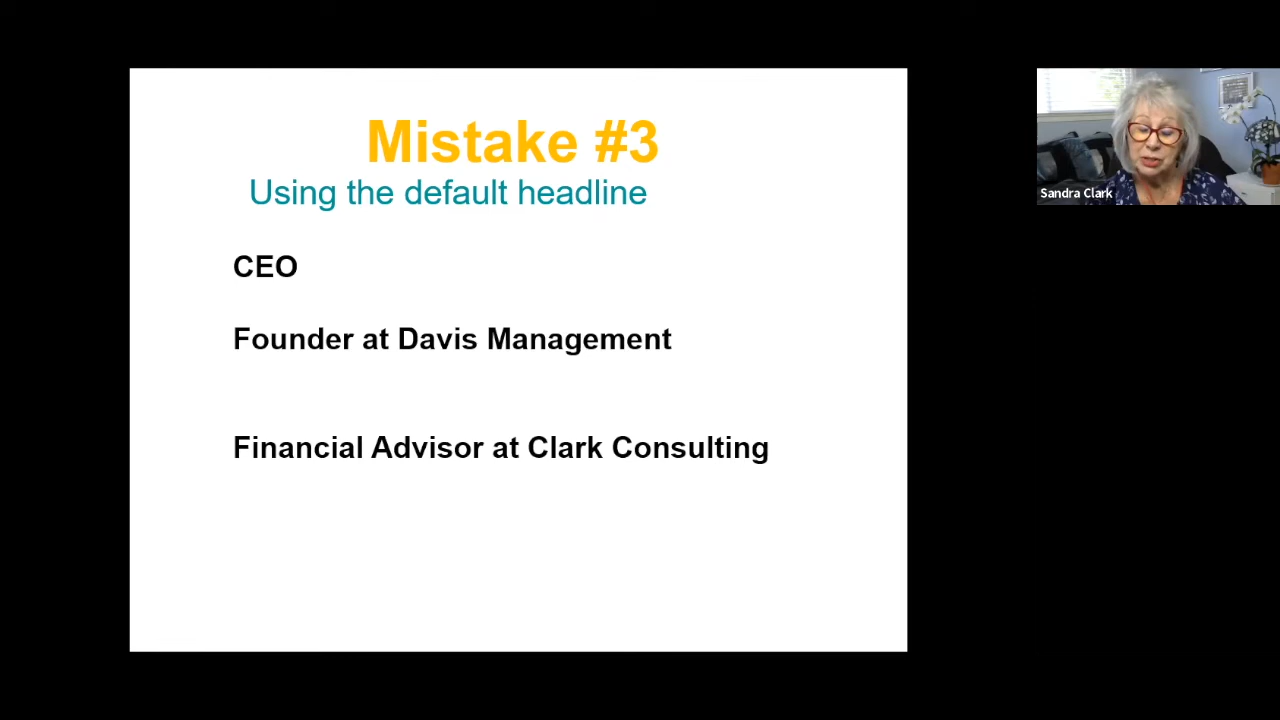 Mistake #3
Using the default headline
CEO
Founder at Davis Management
Financial Advisor at Clark Consulting
Sandra Clark